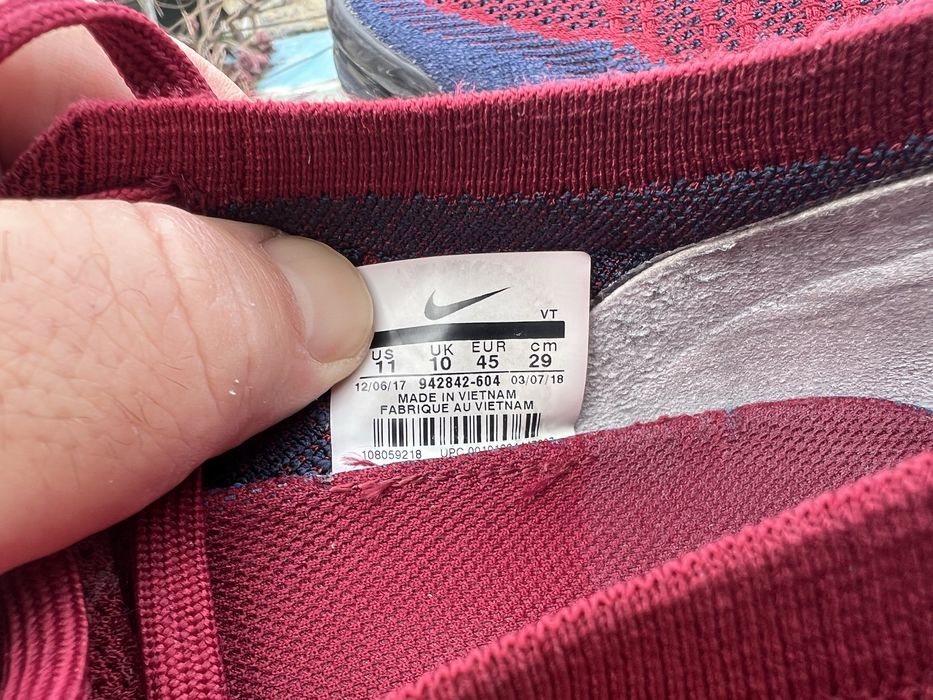 VT
US UK EUR cm
11 10 45 29
12/06/17 942842-604 03/07/18
MADE IN VIETNAM
FABRIQUE AU VIETNAM
108059218 UPC